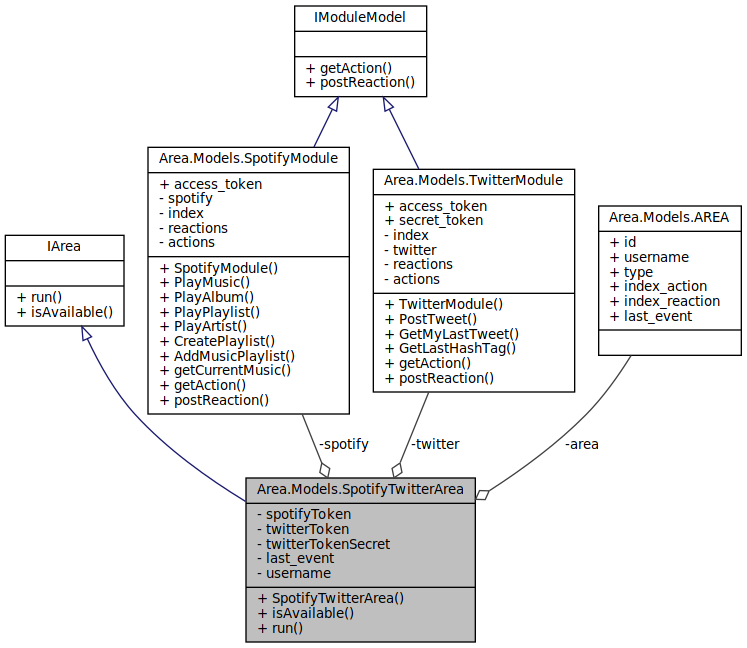 IModuleModel
+ getAction()
+ postReaction()
Area.Models.SpotifyModule
+ access_token
- spotify
- index
- reactions
- actions
+ SpotifyModule()
+ PlayMusic()
+ PlayAlbum()
+ PlayPlaylist()
+ PlayArtist()
+ CreatePlaylist()
+ AddMusicPlaylist()
+ getCurrentMusic()
+ getAction()
+ postReaction()
Area.Models.TwitterModule
+ access_token
+ secret_token
- index
- twitter
- reactions
- actions
+ TwitterModule()
+ PostTweet()
+ GetMyLastTweet()
+ GetLastHashTag()
+ getAction()
+ postReaction()
Area.Models.AREA
+ id
+ username
+ type
+ index_action
+ index_reaction
+ last_event
IArea
+ run()
+ isAvailable()
-spotify
-twitter
-area
Area.Models.SpotifyTwitterArea
- spotifyToken
- twitterToken
- twitterTokenSecret
- last_event
- username
+ SpotifyTwitterArea()
+ isAvailable()
+ run()